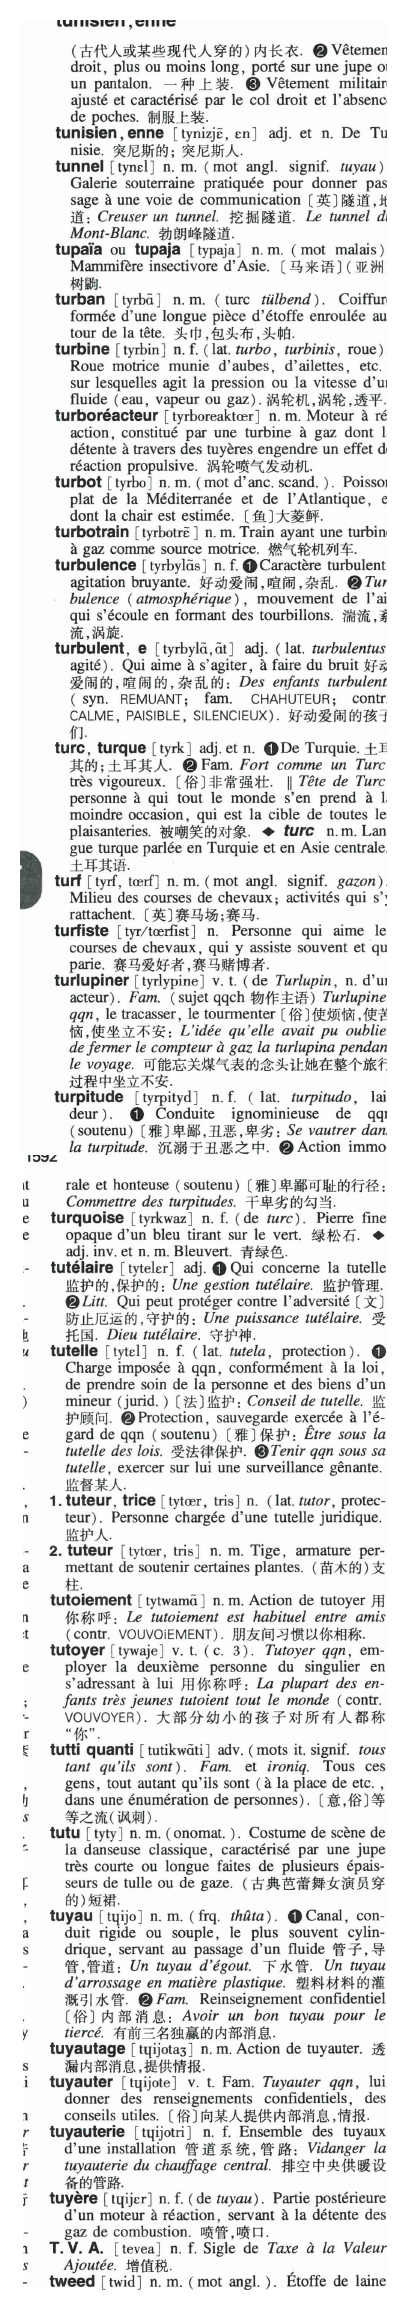 tunisien, enne
(古代人或某些现代人穿的)内长衣. ❷ Vêtemen
droit, plus ou moins long, porté sur une jupe o
un pantalon. 一种上装. ❸ Vêtement militair
ajusté et caractérisé par le col droit et l'absenc
de poches. 制服上装.
tunisien, enne [tynizjɛ̃, ɛn] adj. et n. De Tu
nisie. 突尼斯的; 突尼斯人.
tunnel [tynɛl] n. m. (mot angl. signif. tuyau)
Galerie souterraine pratiquée pour donner pas
sage à une voie de communication [英]隧道,地
道: Creuser un tunnel. 挖掘隧道. Le tunnel d
Mont-Blanc. 勃朗峰隧道.
tupaïa ou tupaja [typaja] n. m. (mot malais)
Mammifère insectivore d'Asie. [马来语](亚洲
树鼩.
turban [tyrbɑ̃] n. m. (turc tülbend). Coiffur
formée d'une longue pièce d'étoffe enroulée au
tour de la tête. 头巾,包头布,头帕.
turbine [tyrbin] n. f. (lat. turbo, turbinis, roue)
Roue motrice munie d'aubes, d'ailettes, etc.
sur lesquelles agit la pression ou la vitesse d'u
fluide (eau, vapeur ou gaz). 涡轮机,涡轮,透平.
turboréacteur [tyrboreaktœr] n. m. Moteur à ré
action, constitué par une turbine à gaz dont l
détente à travers des tuyères engendre un effet d
réaction propulsive. 涡轮喷气发动机.
turbot [tyrbo] n. m. (mot d'anc. scand.). Poisso
plat de la Méditerranée et de l'Atlantique, e
dont la chair est estimée. [鱼]大菱鲆.
turbotrain [tyrbotrɛ̃] n. m. Train ayant une turbin
à gaz comme source motrice. 燃气轮机列车.
turbulence [tyrbylɑ̃s] n. f. ❶ Caractère turbulent
agitation bruyante. 好动爱闹,喧闹,杂乱. ❷ Tur
bulence (atmosphérique), mouvement de l'ai
qui s'écoule en formant des tourbillons. 湍流,紊
流,涡旋.
turbulent, e [tyrbylɑ̃, ɑ̃t] adj. (lat. turbulentus
agité). Qui aime à s'agiter, à faire du bruit 好动
爱闹的,喧闹的,杂乱的: Des enfants turbulent
(syn. REMUANT; fam. CHAHUTEUR; contr.
CALME, PAISIBLE, SILENCIEUX). 好动爱闹的孩子
们.
turc, turque [tyrk] adj. et n. ❶ De Turquie. 土耳
其的;土耳其人. ❷ Fam. Fort comme un Turc
très vigoureux. [俗]非常强壮. ‖ Tête de Turc
personne à qui tout le monde s'en prend à l
moindre occasion, qui est la cible de toutes le
plaisanteries. 被嘲笑的对象. ◆ turc n. m. Lan
gue turque parlée en Turquie et en Asie centrale.
土耳其语.
turf [tyrf, tœrf] n. m. (mot angl. signif. gazon)
Milieu des courses de chevaux; activités qui s'y
rattachent. [英]赛马场;赛马.
turfiste [tyr/tœrfist] n. Personne qui aime le
courses de chevaux, qui y assiste souvent et qu
parie. 赛马爱好者,赛马赌博者.
turlupiner [tyrlypine] v. t. (de Turlupin, n. d'u
acteur). Fam. (sujet qqch 物作主语) Turlupine
qqn, le tracasser, le tourmenter [俗]使烦恼,使苦
恼,使坐立不安: L'idée qu'elle avait pu oublie
de fermer le compteur à gaz la turlupina pendan
le voyage. 可能忘关煤气表的念头让她在整个旅行
过程中坐立不安.
turpitude [tyrpityd] n. f. (lat. turpitudo, lai
deur). ❶ Conduite ignominieuse de qqn
(soutenu) [雅]卑鄙,丑恶,卑劣: Se vautrer dan
la turpitude. 沉溺于丑恶之中. ❷ Action immo
1592
rale et honteuse (soutenu) [雅]卑鄙可耻的行径:
Commettre des turpitudes. 干卑劣的勾当.
turquoise [tyrkwaz] n. f. (de turc). Pierre fine
opaque d'un bleu tirant sur le vert. 绿松石. ◆
adj. inv. et n. m. Bleuvert. 青绿色.
tutélaire [tytelɛr] adj. ❶ Qui concerne la tutelle
监护的,保护的: Une gestion tutélaire. 监护管理.
❷ Litt. Qui peut protéger contre l'adversité [文]
防止厄运的,守护的: Une puissance tutélaire. 受
托国. Dieu tutélaire. 守护神.
tutelle [tytɛl] n. f. (lat. tutela, protection). ❶
Charge imposée à qqn, conformément à la loi,
de prendre soin de la personne et des biens d'un
mineur (jurid.) [法]监护: Conseil de tutelle. 监
护顾问. ❷ Protection, sauvegarde exercée à l'é-
gard de qqn (soutenu) [雅]保护: Être sous la
tutelle des lois. 受法律保护. ❸ Tenir qqn sous sa
tutelle, exercer sur lui une surveillance gênante.
监督某人.
1. tuteur, trice [tytœr, tris] n. (lat. tutor, protec-
teur). Personne chargée d'une tutelle juridique.
监护人.
2. tuteur [tytœr, tris] n. m. Tige, armature per-
mettant de soutenir certaines plantes. (苗木的)支
柱.
tutoiement [tytwamɑ̃] n. m. Action de tutoyer 用
你称呼: Le tutoiement est habituel entre amis
(contr. VOUVOIEMENT). 朋友间习惯以你相称.
tutoyer [tywaje] v. t. (c. 3). Tutoyer qqn, em-
ployer la deuxième personne du singulier en
s'adressant à lui 用你称呼: La plupart des en-
fants très jeunes tutoient tout le monde (contr.
VOUVOYER). 大部分幼小的孩子对所有人都称
“你”.
tutti quanti [tutikwɑ̃ti] adv. (mots it. signif. tous
tant qu'ils sont). Fam. et ironiq. Tous ces
gens, tout autant qu'ils sont (à la place de etc.,
dans une énumération de personnes). [意,俗]等
等之流(讽刺).
tutu [tyty] n. m. (onomat.). Costume de scène de
la danseuse classique, caractérisé par une jupe
très courte ou longue faites de plusieurs épais-
seurs de tulle ou de gaze. (古典芭蕾舞女演员穿
的)短裙.
tuyau [tɥijo] n. m. (frq. thûta). ❶ Canal, con-
duit rigide ou souple, le plus souvent cylin-
drique, servant au passage d'un fluide 管子,导
管,管道: Un tuyau d'égout. 下水管. Un tuyau
d'arrossage en matière plastique. 塑料材料的灌
溉引水管. ❷ Fam. Reinseignement confidentiel
[俗]内部消息: Avoir un bon tuyau pour le
tiercé. 有前三名独赢的内部消息.
tuyautage [tɥijotaʒ] n. m. Action de tuyauter. 透
漏内部消息,提供情报.
tuyauter [tɥijote] v. t. Fam. Tuyauter qqn, lui
donner des renseignements confidentiels, des
conseils utiles. [俗]向某人提供内部消息,情报.
tuyauterie [tɥijotri] n. f. Ensemble des tuyaux
d'une installation 管道系统,管路: Vidanger la
tuyauterie du chauffage central. 排空中央供暖设
备的管路.
tuyère [tɥijɛr] n. f. (de tuyau). Partie postérieure
d'un moteur à réaction, servant à la détente des
gaz de combustion. 喷管,喷口.
T. V. A. [tevea] n. f. Sigle de Taxe à la Valeur
Ajoutée. 增值税.
tweed [twid] n. m. (mot angl.). Étoffe de laine